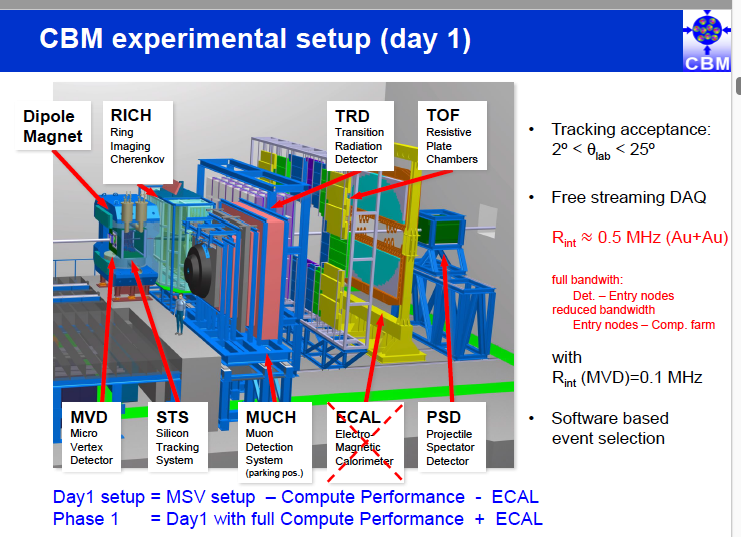 CBM experimental setup (day 1)
CBM
Dipole
Magnet
RICH
Ring
Imaging
Cherenkov
TRD
Transition
Radiation
Detector
TOF
Resistive
Plate
Chambers
MVD
Micro
Vertex
Detector
STS
Silicon
Tracking
System
MUCH
Muon
Detection
System
(parking pos.)
ECAL
Electro-
Magnetic
Calorimeter
PSD
Projectile
Spectator
Detector
• Tracking acceptance:
2º < θlab < 25º
• Free streaming DAQ
Rint ≈ 0.5 MHz (Au+Au)
full bandwith:
Det. – Entry nodes
reduced bandwidth
Entry nodes – Comp. farm
with
Rint (MVD)=0.1 MHz
• Software based
event selection
Day1 setup = MSV setup – Compute Performance - ECAL
Phase 1 = Day1 with full Compute Performance + ECAL